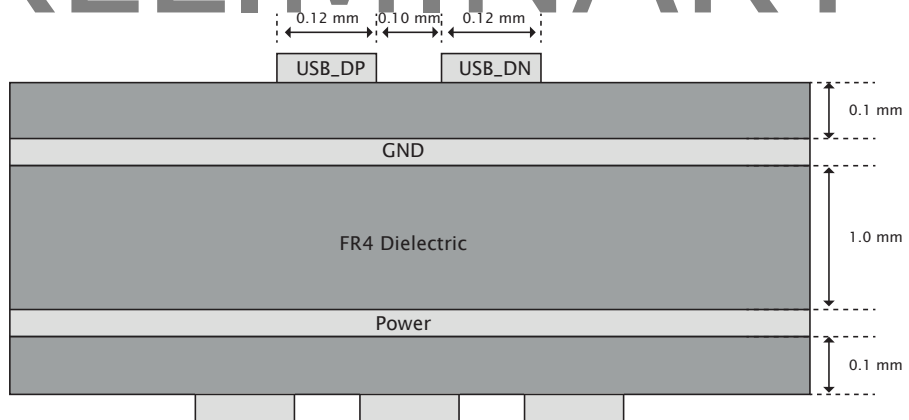 PRELIMINARY
0.12 mm 0.10 mm 0.12 mm
USB_DP USB_DN
0.1 mm
GND
FR4 Dielectric
1.0 mm
Power
0.1 mm